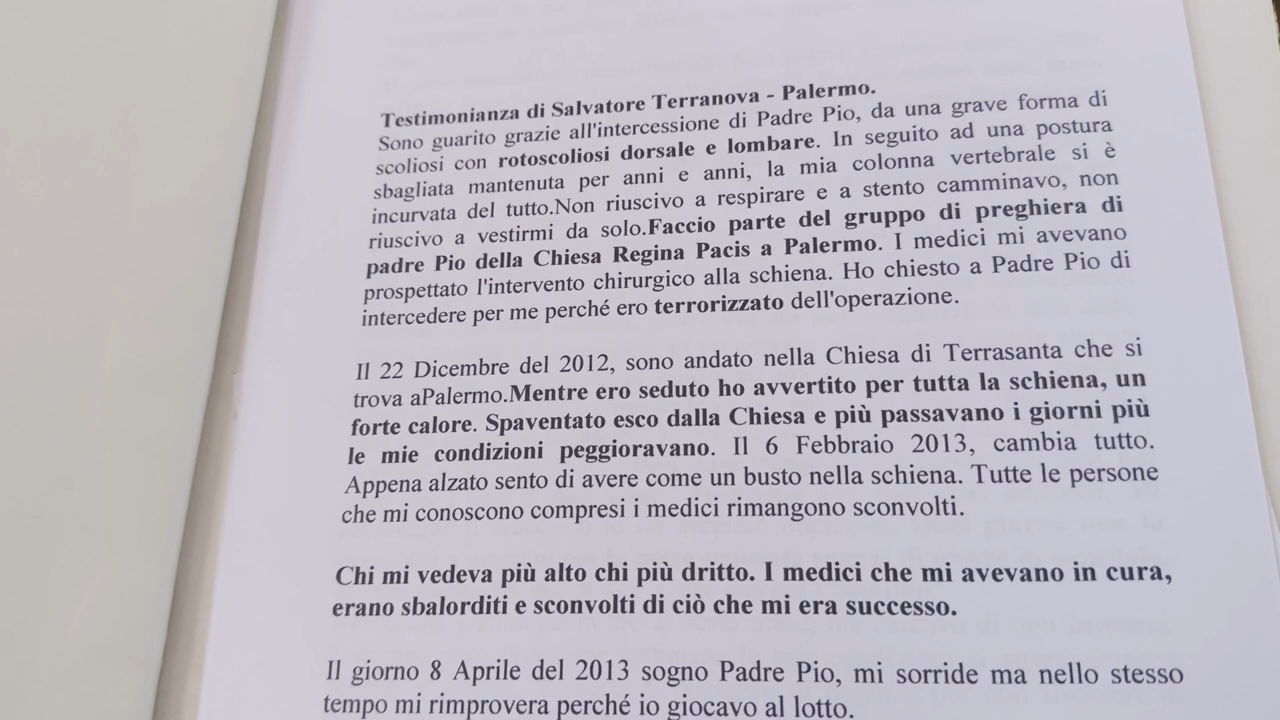 Testimonianza di Salvatore Terranova - Palermo.
Sono guarito grazie all'intercessione di Padre Pio, da una grave forma di
scoliosi con rotoscoliosi dorsale e lombare. In seguito ad una postura
sbagliata mantenuta per anni e anni, la mia colonna vertebrale si è
incurvata del tutto.Non riuscivo a respirare e a stento camminavo, non
riuscivo a vestirmi da solo.Faccio parte del gruppo di preghiera di
padre Pio della Chiesa Regina Pacis a Palermo. I medici mi avevano
prospettato l'intervento chirurgico alla schiena. Ho chiesto a Padre Pio di
intercedere per me perché ero terrorizzato dell'operazione.
Il 22 Dicembre del 2012, sono andato nella Chiesa di Terrasanta che si
trova aPalermo.Mentre ero seduto ho avvertito per tutta la schiena, un
forte calore. Spaventato esco dalla Chiesa e più passavano i giorni più
le mie condizioni peggioravano. Il 6 Febbraio 2013, cambia tutto.
Appena alzato sento di avere come un busto nella schiena. Tutte le persone
che mi conoscono compresi i medici rimangono sconvolti.
Chi mi vedeva più alto chi più dritto. I medici che mi avevano in cura,
erano sbalorditi e sconvolti di ciò che mi era successo.
Il giorno 8 Aprile del 2013 sogno Padre Pio, mi sorride ma nello stesso
tempo mi rimprovera perché io giocavo al lotto.